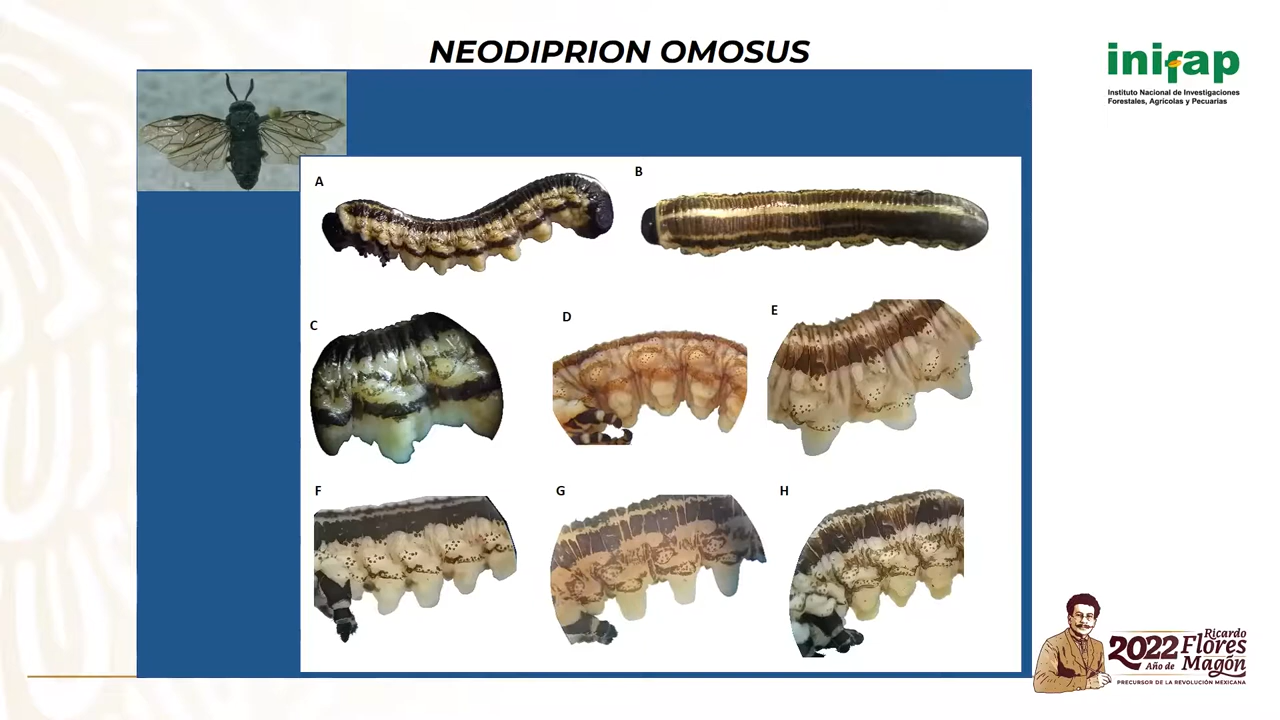 NEODIPRION OMOSUS
inifap
Instituto Nacional de Investigaciones
Forestales, Agrícolas y Pecuarias
A
B
C
D
E
F
G
H
2022 Ricardo
Año de Flores
Magón
PRECURSOR DE LA REVOLUCIÓN MEXICANA